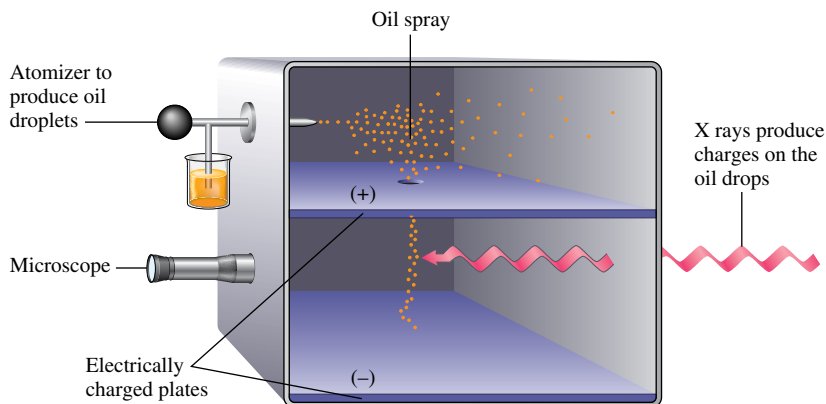 Oil spray
Atomizer to
produce oil
droplets
X rays produce
charges on the
oil drops
(+)
Microscope
Electrically
charged plates
(–)